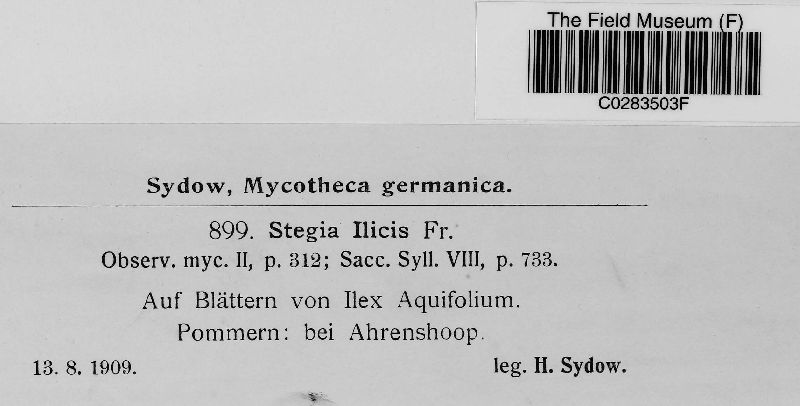 The Field Museum (F)
C0283503F
Sydow, Mycotheca germanica.
899. Stegia Ilicis Fr.
Observ. myc. II, p. 312; Sacc. Syll. VIII, p. 733.
Auf Blättern von Ilex Aquifolium.
Pommern: bei Ahrenshoop.
13. 8. 1909. leg. H. Sydow.